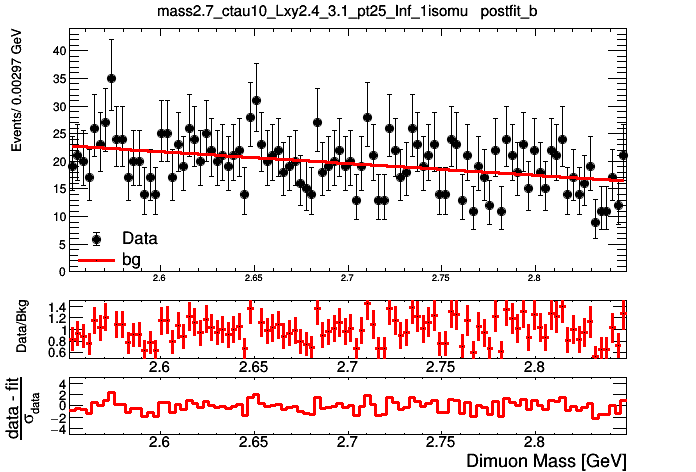 mass2.7_ctau10_Lxy2.4_3.1_pt25_Inf_1isomu postfit_b
Events/ 0.00297 GeV
40
35
30
25
20
15
10
5
0
Data
bg
2.6 2.65 2.7 2.75 2.8
Data/Bkg
1.4
1.2
1
0.8
0.6
2.6 2.65 2.7 2.75 2.8
data - fit
σdata
4
2
0
−2
−4
2.6 2.65 2.7 2.75 2.8
Dimuon Mass [GeV]